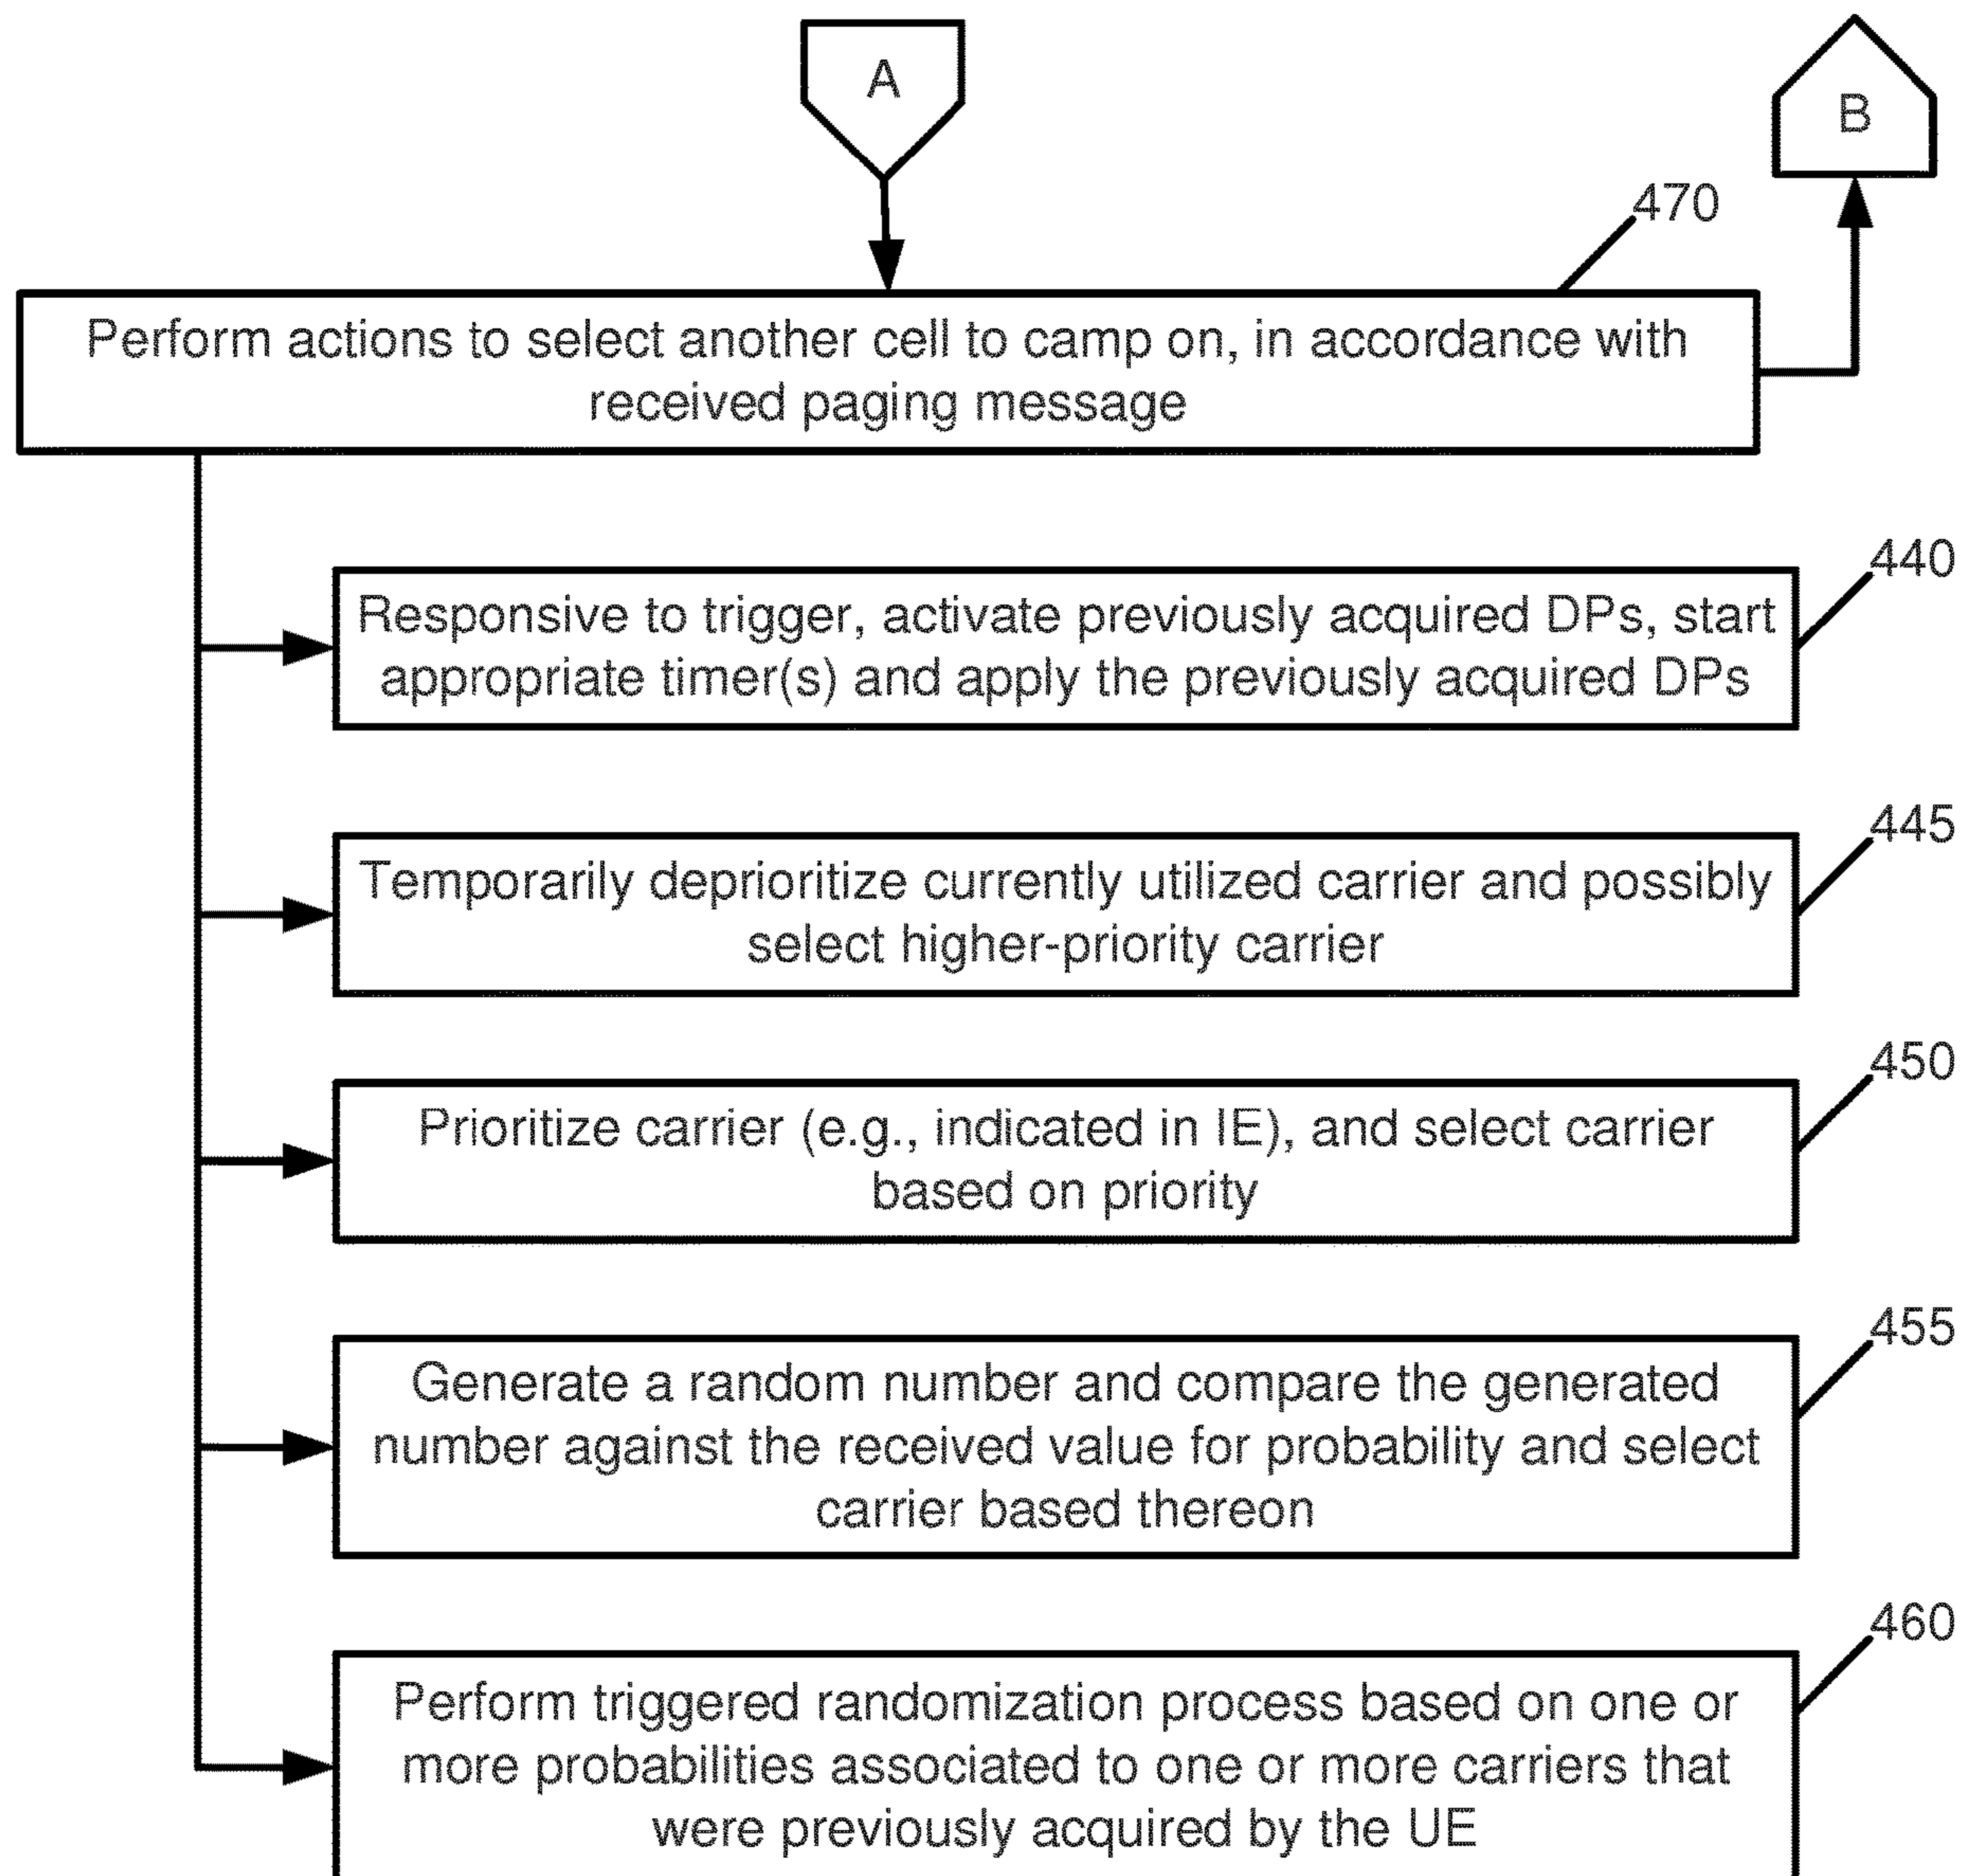 A
B
470
Perform actions to select another cell to camp on, in accordance with
received paging message
440
Responsive to trigger, activate previously acquired DPs, start
appropriate timer(s) and apply the previously acquired DPs
445
Temporarily deprioritize currently utilized carrier and possibly
select higher-priority carrier
450
Prioritize carrier (e.g., indicated in IE), and select carrier
based on priority
455
Generate a random number and compare the generated
number against the received value for probability and select
carrier based thereon
460
Perform triggered randomization process based on one or
more probabilities associated to one or more carriers that
were previously acquired by the UE